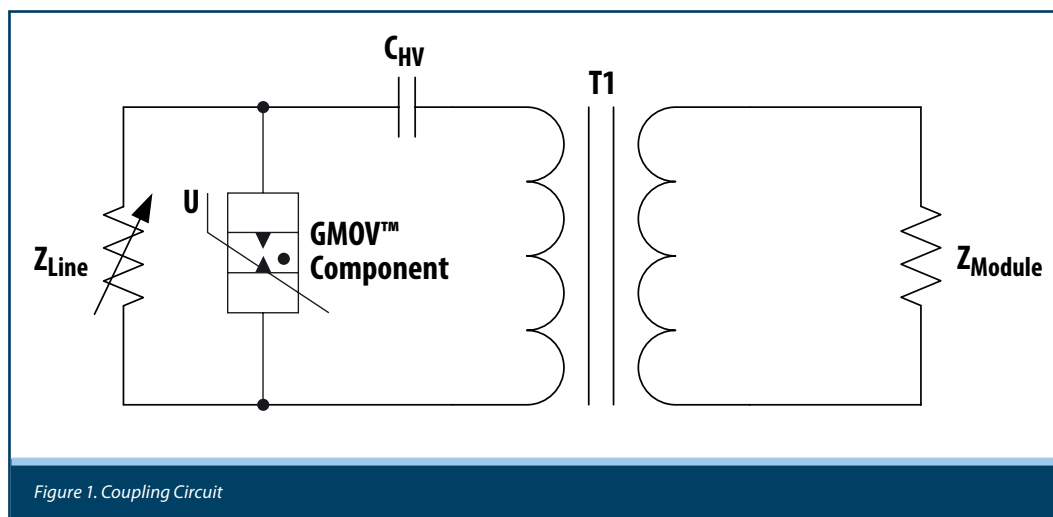 C_HV
T1
U
GMOV™
Component
Z_Line
Z_Module
Figure 1. Coupling Circuit